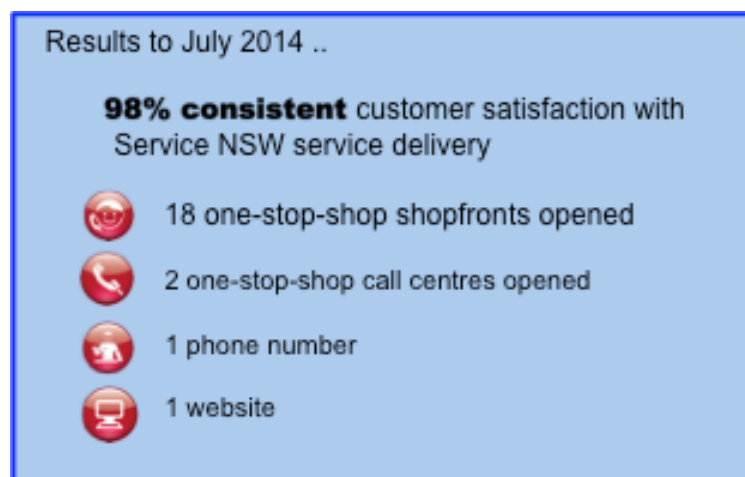 Results to July 2014 ..
98% consistent customer satisfaction with
Service NSW service delivery
18 one-stop-shop shopfronts opened
2 one-stop-shop call centres opened
1 phone number
1 website